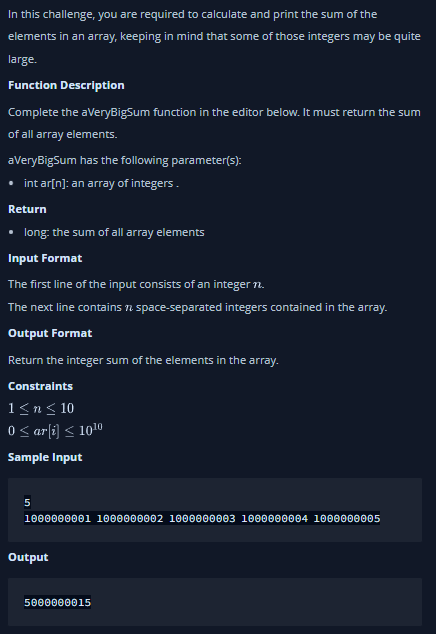 In this challenge, you are required to calculate and print the sum of the
elements in an array, keeping in mind that some of those integers may be quite
large.
Function Description
Complete the aVeryBigSum function in the editor below. It must return the sum
of all array elements.
aVeryBigSum has the following parameter(s):
• int ar[n]: an array of integers .
Return
• long: the sum of all array elements
Input Format
The first line of the input consists of an integer n.
The next line contains n space-separated integers contained in the array.
Output Format
Return the integer sum of the elements in the array.
Constraints
1 ≤ n ≤ 10
0 ≤ ar[i] ≤ 10¹⁰
Sample Input
5
1000000001 1000000002 1000000003 1000000004 1000000005
Output
5000000015